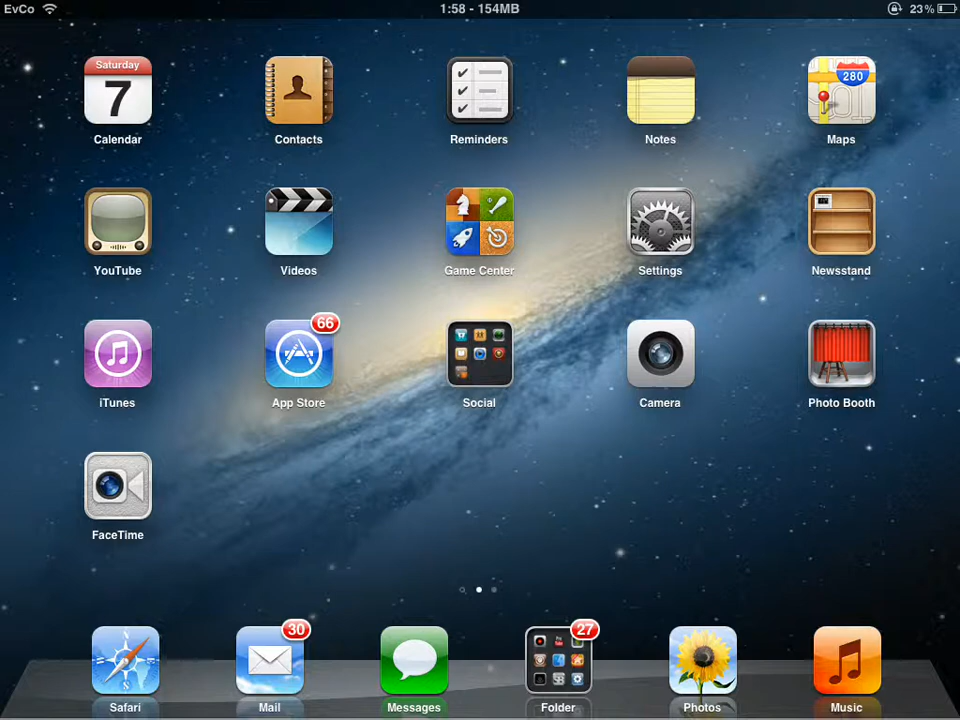 EvCo 1:58 - 154MB 23%
Saturday
7
280
Calendar Contacts Reminders Notes Maps
YouTube Videos Game Center Settings Newsstand
66
iTunes App Store Social Camera Photo Booth
FaceTime
30 27
Safari Mail Messages Folder Photos Music